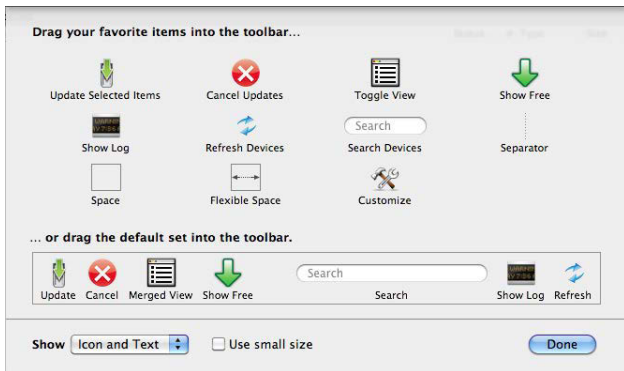 Drag your favorite items into the toolbar...
Update Selected Items Cancel Updates Toggle View Show Free
Search
Show Log Refresh Devices Search Devices Separator
Space Flexible Space Customize
... or drag the default set into the toolbar.
Search
Update Cancel Merged View Show Free Search Show Log Refresh
Show Icon and Text Use small size Done